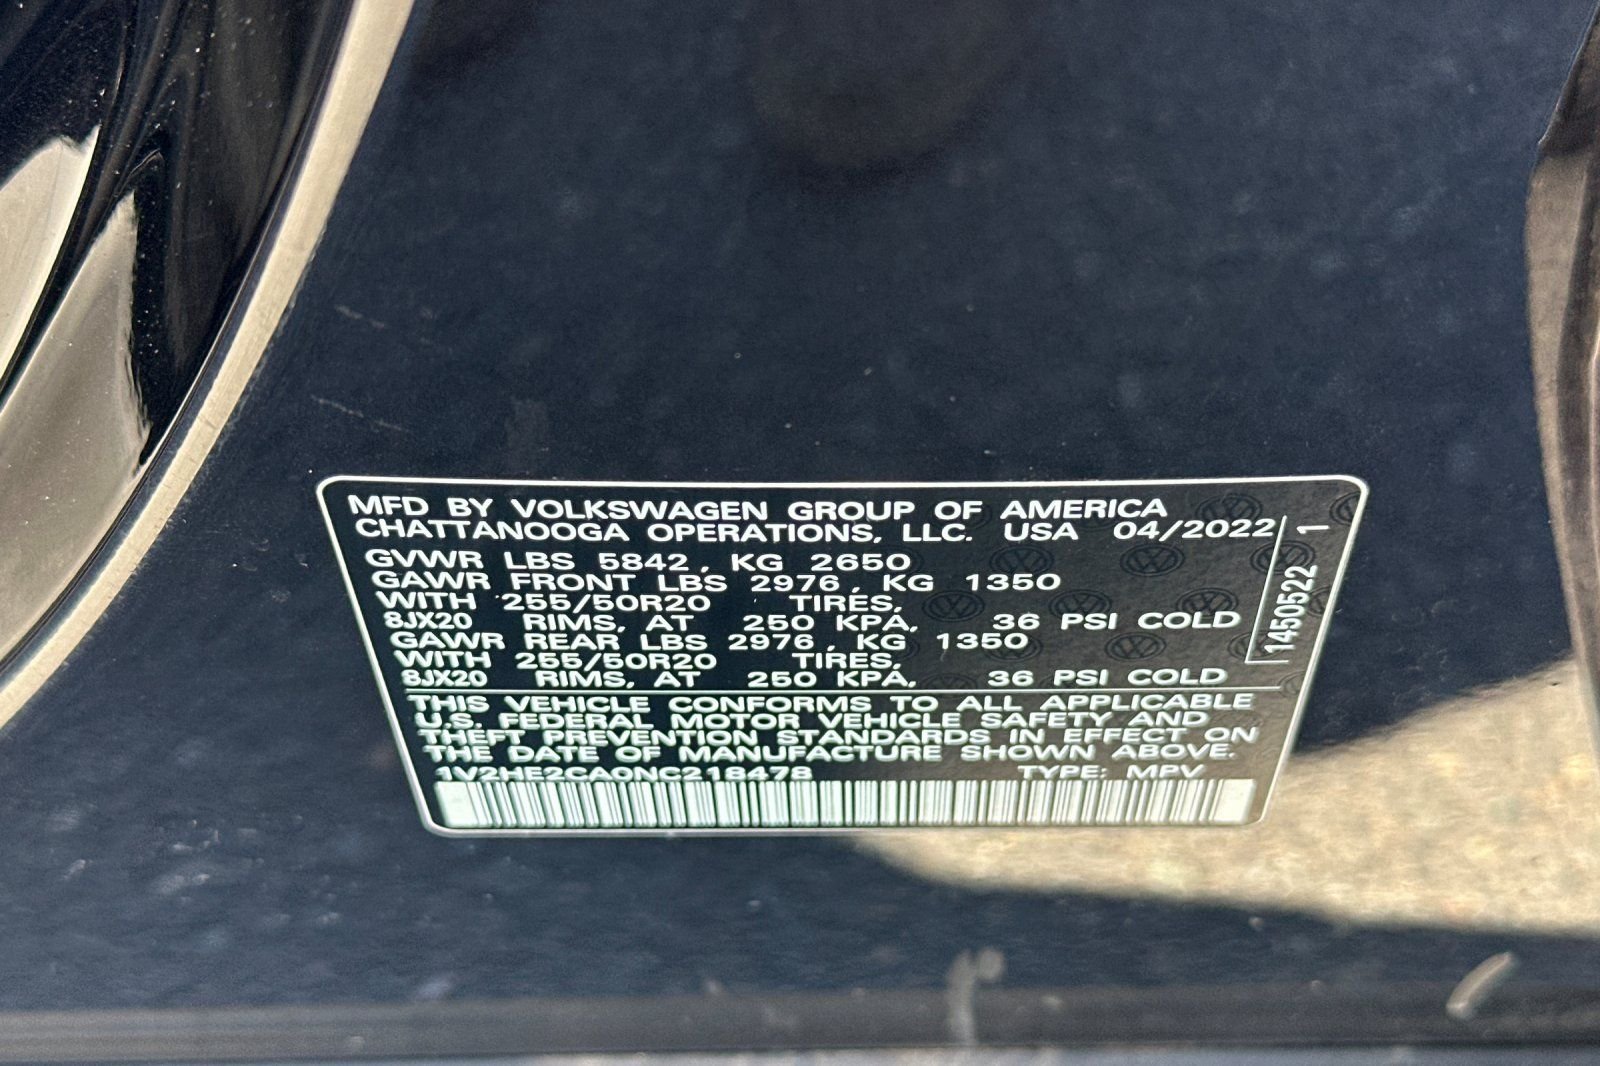 MFD BY VOLKSWAGEN GROUP OF AMERICA
CHATTANOOGA OPERATIONS, LLC. USA 04/2022
GVWR LBS 5842, KG 2650
GAWR FRONT LBS 2976, KG 1350
WITH 255/50R20 TIRES,
8JX20 RIMS, AT 250 KPA, 36 PSI COLD
GAWR REAR LBS 2976, KG 1350
WITH 255/50R20 TIRES,
8JX20 RIMS, AT 250 KPA, 36 PSI COLD
THIS VEHICLE CONFORMS TO ALL APPLICABLE
U.S. FEDERAL MOTOR VEHICLE SAFETY AND
THEFT PREVENTION STANDARDS IN EFFECT ON
THE DATE OF MANUFACTURE SHOWN ABOVE.
1V2HE2CA0NC218478 TYPE: MPV
1450522 1